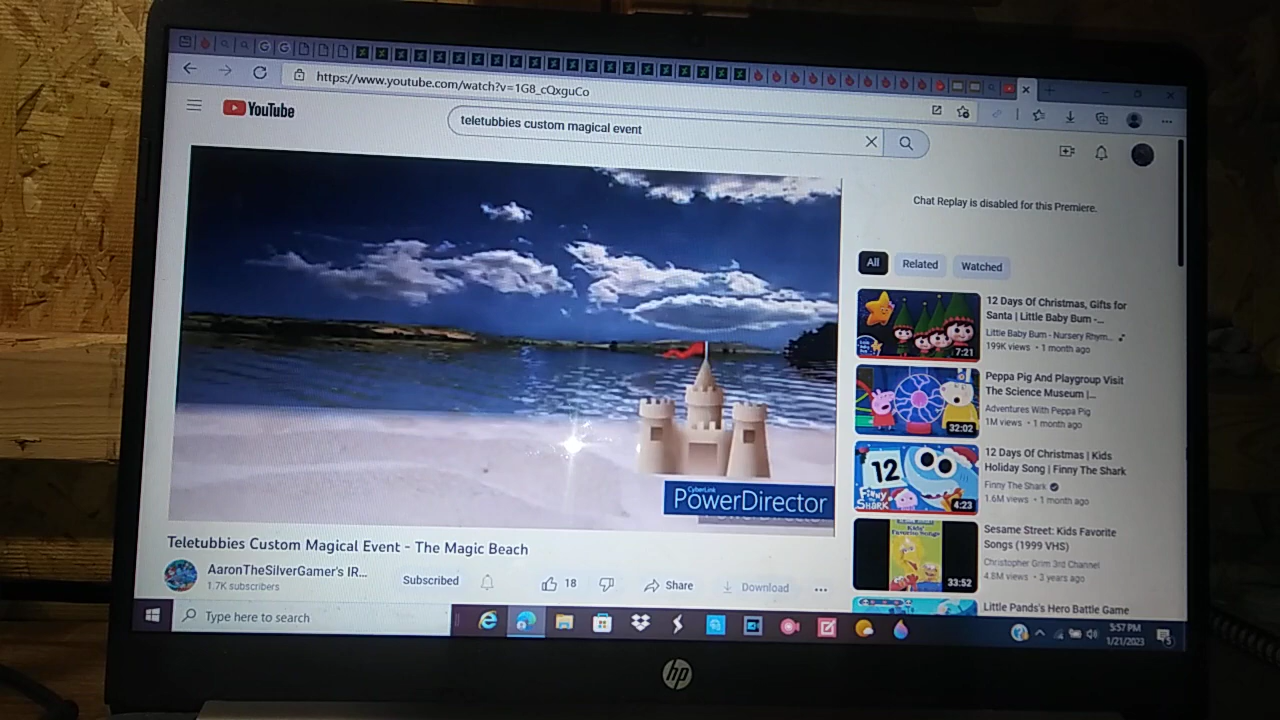 https://www.youtube.com/watch?v=1G8_cQxguCo
YouTube
teletubbies custom magical event
Chat Replay is disabled for this Premiere.
All
Related
Watched
CyberLink
PowerDirector
7:21
12 Days Of Christmas, Gifts for
Santa | Little Baby Bum -...
Little Baby Bum - Nursery Rhym...
199K views • 1 month ago
32:02
Peppa Pig And Playgroup Visit
The Science Museum |...
Adventures With Peppa Pig
1M views • 1 month ago
12
FINNY
THE
SHARK
4:23
12 Days Of Christmas | Kids
Holiday Song | Finny The Shark
Finny The Shark
1.6M views • 1 month ago
33:52
Sesame Street: Kids Favorite
Songs (1999 VHS)
Christopher Grim 3rd Channel
4.8M views • 3 years ago
Little Panda's Hero Battle Game
Teletubbies Custom Magical Event - The Magic Beach
AaronTheSilverGamer's IR...
1.7K subscribers
Subscribed
18
Share
Download
Type here to search
5:57 PM
1/21/2023
5
hp